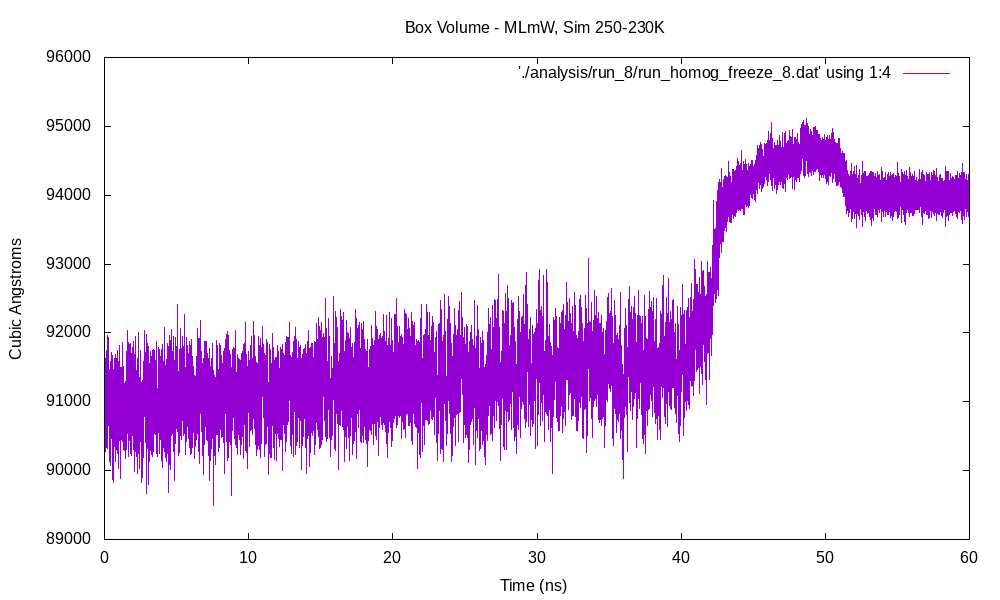 Box Volume - MLmW, Sim 250-230K
'./analysis/run_8/run_homog_freeze_8.dat' using 1:4
96000
95000
94000
93000
92000
91000
90000
89000
Cubic Angstroms
0 10 20 30 40 50 60
Time (ns)